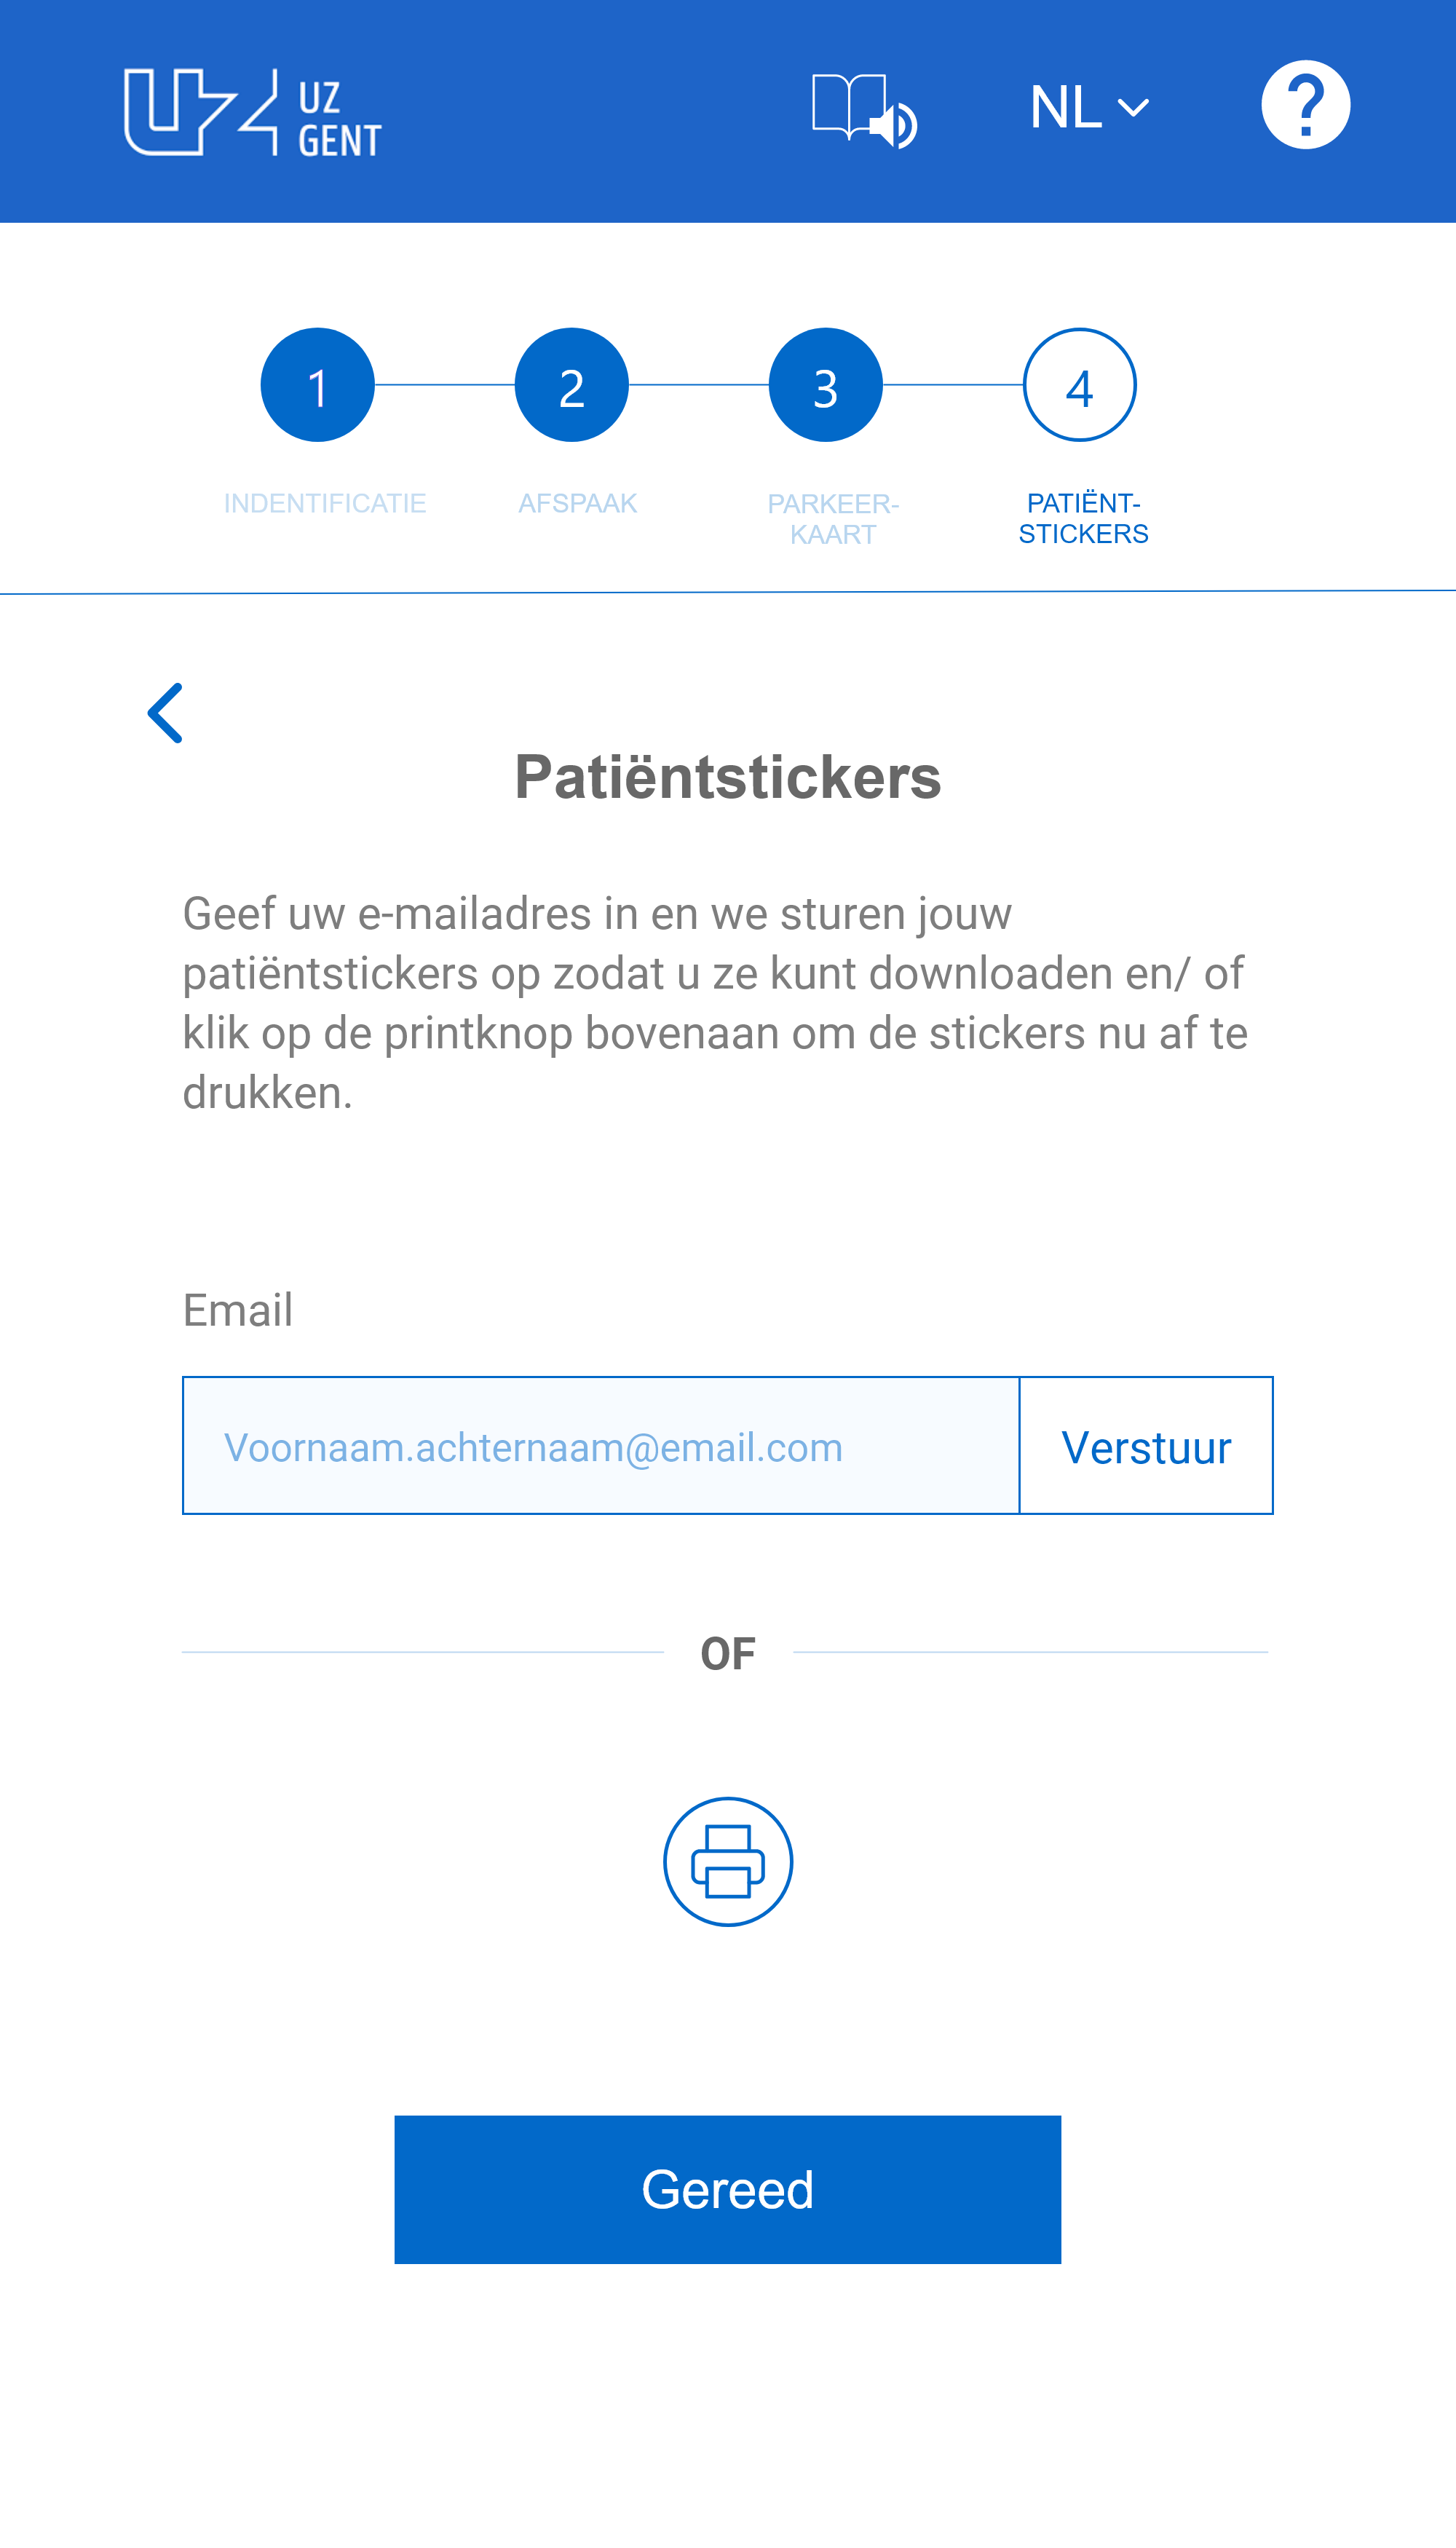 UZ
GENT
NL
?
1
2
3
4
INDENTIFICATIE
AFSPAAK
PARKEER-
KAART
PATIËNT-
STICKERS
Patiëntstickers
Geef uw e-mailadres in en we sturen jouw
patiëntstickers op zodat u ze kunt downloaden en/ of
klik op de printknop bovenaan om de stickers nu af te
drukken.
Email
Voornaam.achternaam@email.com
Verstuur
OF
Gereed